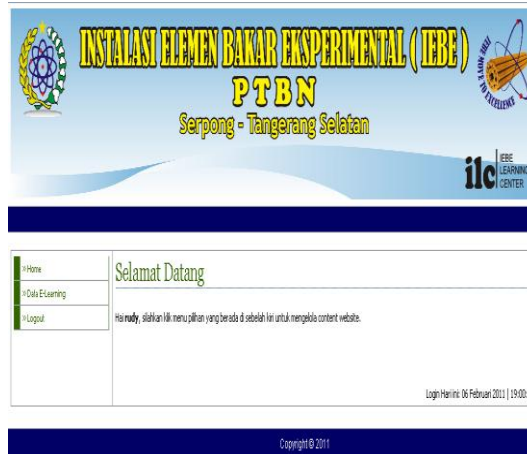 INSTALASI ELEMEN BAKAR EKSPERIMENTAL ( IEBE )
P T B N
Serpong - Tangerang Selatan
TO EXCELLENCE
ilc IEBE
LEARNING
CENTER
» Home
» Data E-Learning
» Logout
Selamat Datang
Hai rudy, silahkan klik menu pilihan yang berada di sebelah kiri untuk mengelola content website.
Login Hari ini: 06 Februari 2011 | 19:00:
Copyright © 2011